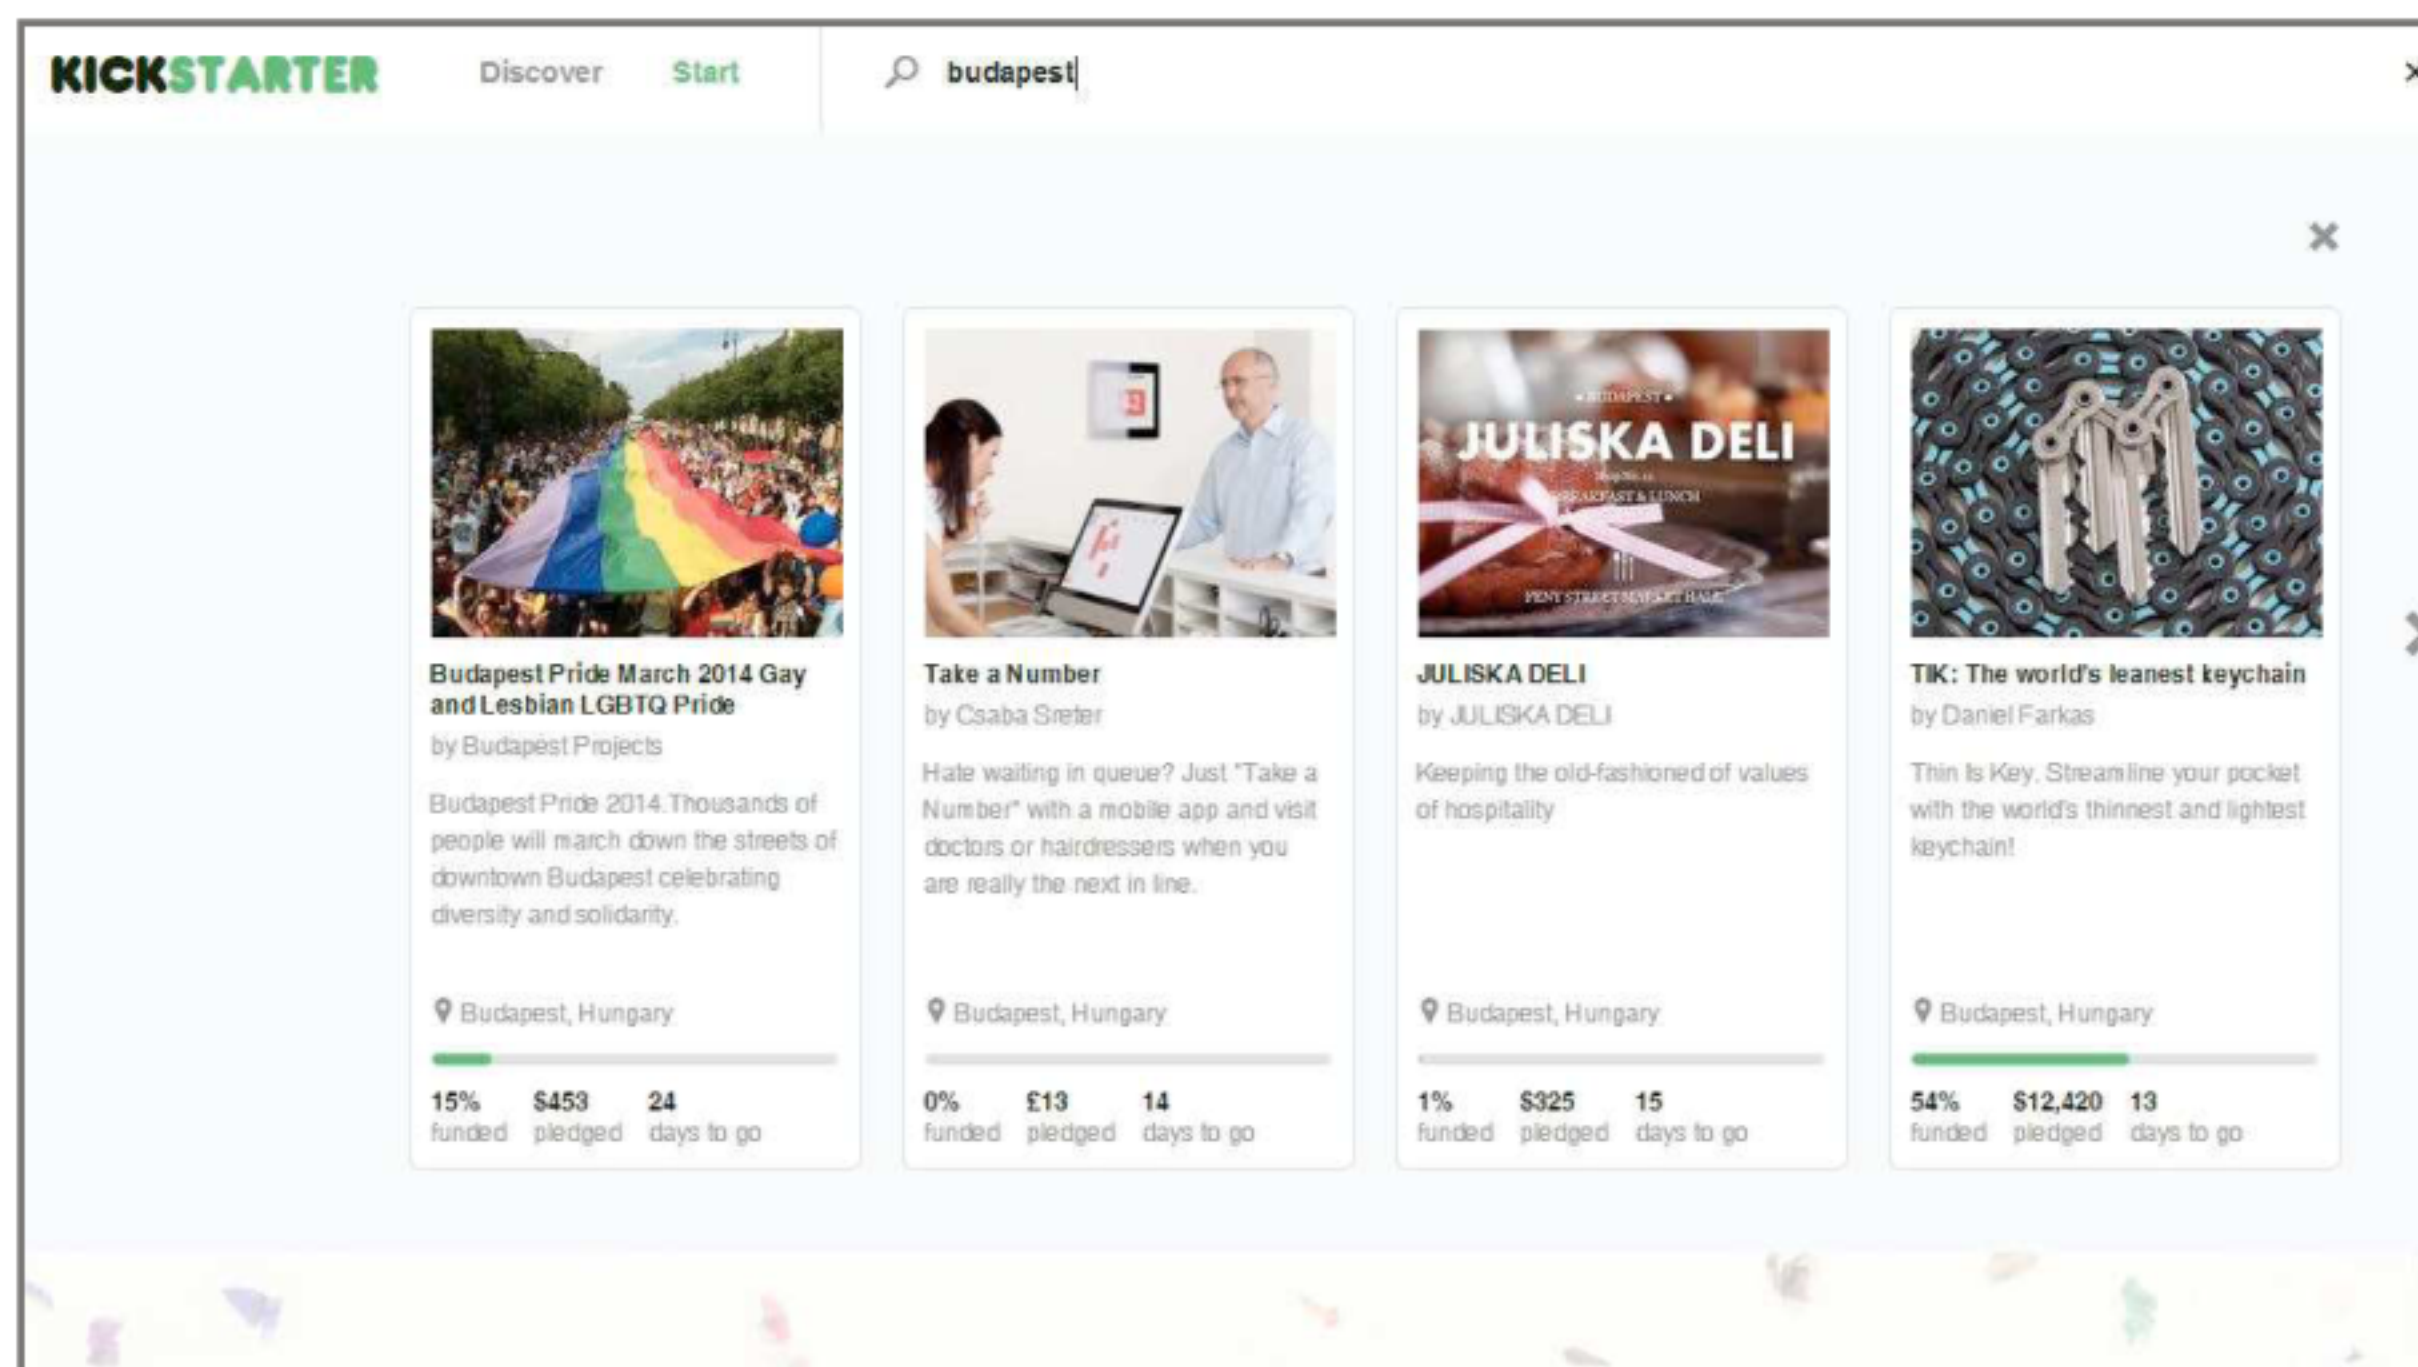 KICKSTARTER Discover Start budapest
BUDAPEST
JULISKA DELI
BREAKFAST & LUNCH
FENY STREET MARKET HALL
Budapest Pride March 2014 Gay
and Lesbian LGBTQ Pride
by Budapest Projects
Budapest Pride 2014.Thousands of
people will march down the streets of
downtown Budapest celebrating
diversity and solidarity.
Budapest, Hungary
15% $453 24
funded pledged days to go
Take a Number
by Csaba Sreter
Hate waiting in queue? Just "Take a
Number" with a mobile app and visit
doctors or hairdressers when you
are really the next in line.
Budapest, Hungary
0% £13 14
funded pledged days to go
JULISKA DELI
by JULISKA DELI
Keeping the old-fashioned of values
of hospitality
Budapest, Hungary
1% $325 15
funded pledged days to go
TIK: The world's leanest keychain
by Daniel Farkas
Thin Is Key. Streamline your pocket
with the world's thinnest and lightest
keychain!
Budapest, Hungary
54% $12,420 13
funded pledged days to go